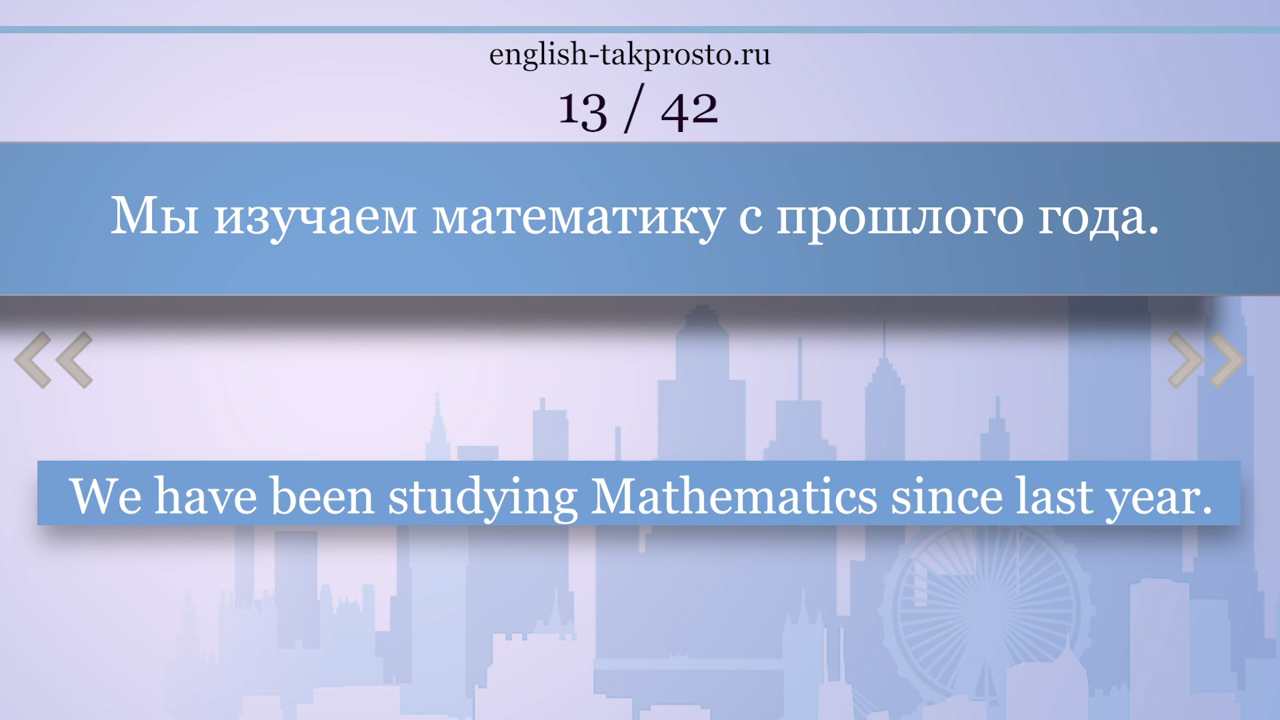 english-takprosto.ru
13 / 42
Мы изучаем математику с прошлого года.
We have been studying Mathematics since last year.